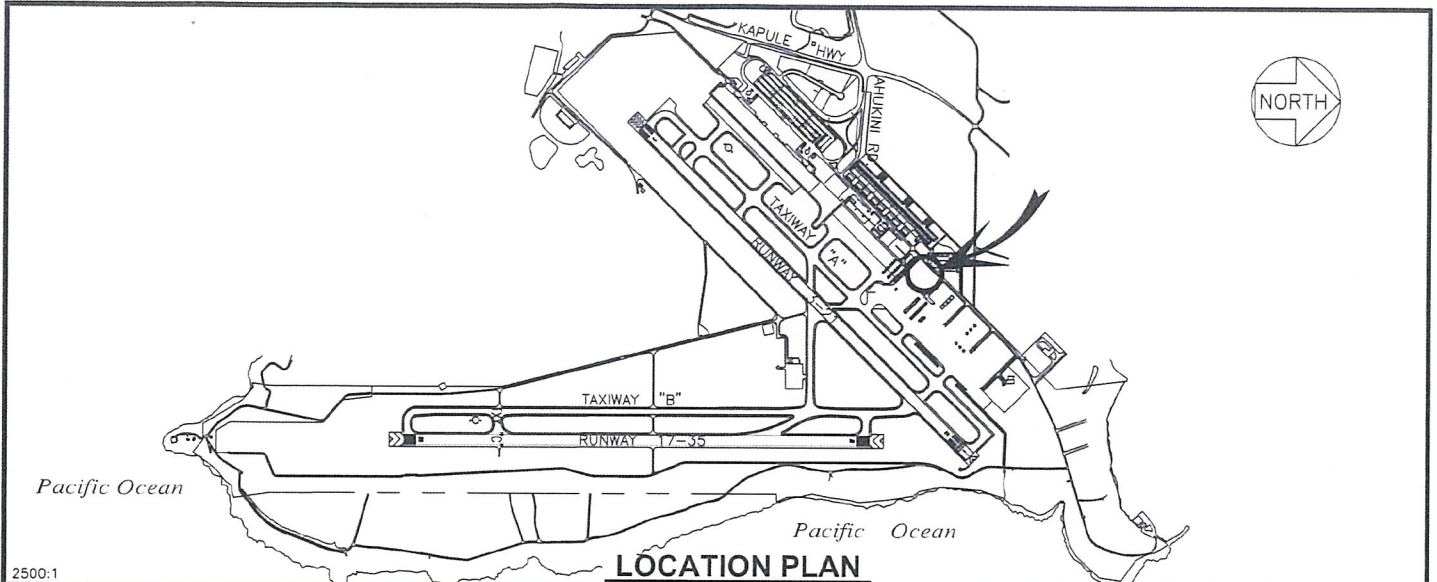 KAPULE HWY
AHUKINI RD
NORTH
TAXIWAY "A"
RUNWAY
TAXIWAY "B"
RUNWAY 17-35
Pacific Ocean
Pacific Ocean
LOCATION PLAN
2500:1